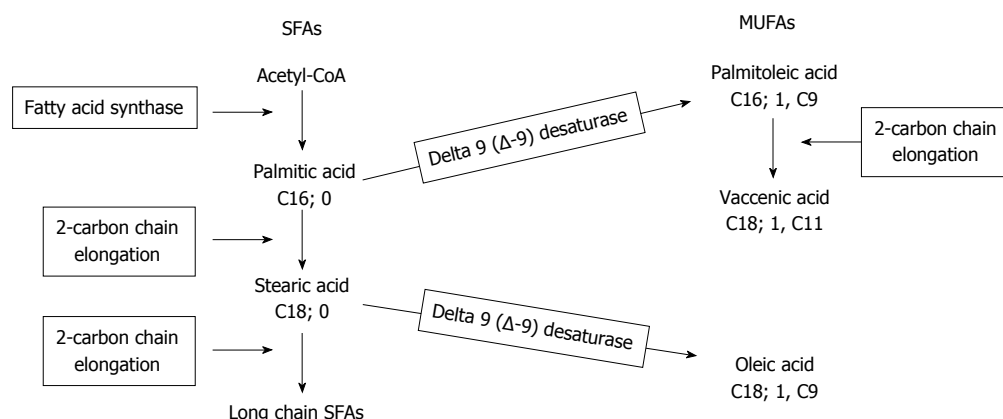 SFAs
MUFAs
Acetyl-CoA
Fatty acid synthase
Palmitic acid
C16; 0
Delta 9 (Δ-9) desaturase
Palmitoleic acid
C16; 1, C9
2-carbon chain
elongation
Vaccenic acid
C18; 1, C11
2-carbon chain
elongation
Stearic acid
C18; 0
Delta 9 (Δ-9) desaturase
2-carbon chain
elongation
Oleic acid
C18; 1, C9
Long chain SFAs